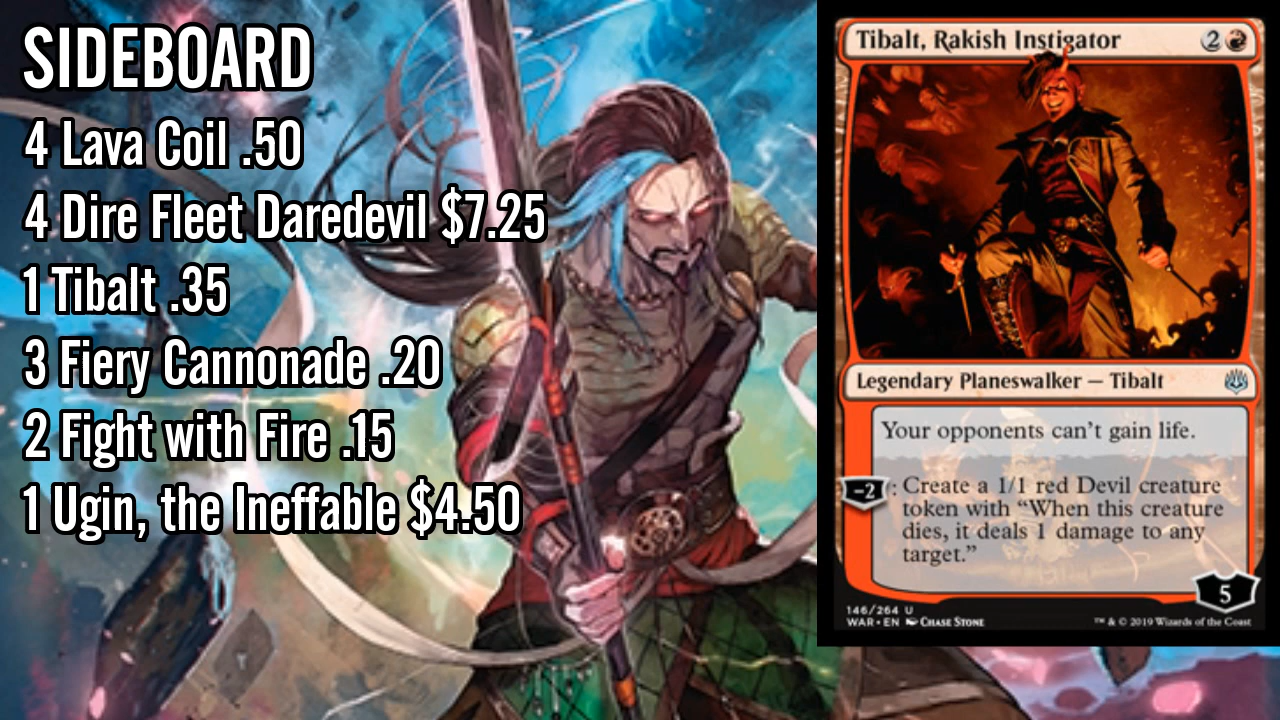 SIDEBOARD
4 Lava Coil .50
4 Dire Fleet Daredevil $7.25
1 Tibalt .35
3 Fiery Cannonade .20
2 Fight with Fire .15
1 Ugin, the Ineffable $4.50
Tibalt, Rakish Instigator 2
Legendary Planeswalker — Tibalt
Your opponents can't gain life.
−2 : Create a 1/1 red Devil creature
token with “When this creature
dies, it deals 1 damage to any
target.”
5
146/264 U
WAR • EN Chase Stone
™ & © 2019 Wizards of the Coast